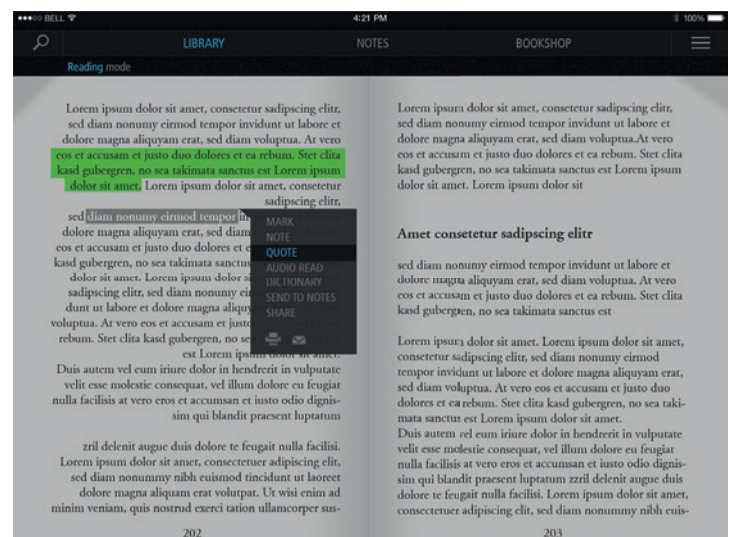 BELL
4:21 PM
100%
LIBRARY
NOTES
BOOKSHOP
Reading mode
Lorem ipsum dolor sit amet, consetetur sadipscing elitr,
sed diam nonumy eirmod tempor invidunt ut labore et
dolore magna aliquyam erat, sed diam voluptua. At vero
eos et accusam et justo duo dolores et ea rebum. Stet clita
kasd gubergren, no sea takimata sanctus est Lorem ipsum
dolor sit amet. Lorem ipsum dolor sit amet, consetetur
sadipscing elitr,
sed diam nonumy eirmod tempor in
dolore magna aliquyam erat, sed diam
eos et accusam et justo duo dolores et e
kasd gubergren, no sea takimata sanctus
dolor sit amet. Lorem ipsum dolor si
sadipscing elitr, sed diam nonumy ei
dunt ut labore et dolore magna aliquy
voluptua. At vero eos et accusam et justo
rebum. Stet clita kasd gubergren, no se
est Lorem ipsum dolor sit amet.
Duis autem vel eum iriure dolor in hendrerit in vulputate
velit esse molestie consequat, vel illum dolore eu feugiat
nulla facilisis at vero eros et accumsan et iusto odio dignis-
sim qui blandit praesent luptatum
zril delenit augue duis dolore te feugait nulla facilisi.
Lorem ipsum dolor sit amet, consectetuer adipiscing elit,
sed diam nonummy nibh euismod tincidunt ut laoreet
dolore magna aliquam erat volutpat. Ut wisi enim ad
minim veniam, quis nostrud exerci tation ullamcorper sus-
202
MARK
NOTE
QUOTE
AUDIO READ
DICTIONARY
SEND TO NOTES
SHARE
Lorem ipsum dolor sit amet, consetetur sadipscing elitr,
sed diam nonumy eirmod tempor invidunt ut labore et
dolore magna aliquyam erat, sed diam voluptua.At vero
eos et accusam et justo duo dolores et ea rebum. Stet clita
kasd gubergren, no sea takimata sanctus est Lorem ipsum
dolor sit amet. Lorem ipsum dolor sit
Amet consetetur sadipscing elitr
sed diam nonumy eirmod tempor invidunt ut labore et
dolore magna aliquyam erat, sed diam voluptua. At vero
eos et accusam et justo duo dolores et ea rebum. Stet clita
kasd gubergren, no sea takimata sanctus est
Lorem ipsum dolor sit amet. Lorem ipsum dolor sit amet,
consetetur sadipscing elitr, sed diam nonumy eirmod
tempor invidunt ut labore et dolore magna aliquyam erat,
sed diam voluptua. At vero eos et accusam et justo duo
dolores et ea rebum. Stet clita kasd gubergren, no sea taki-
mata sanctus est Lorem ipsum dolor sit amet.
Duis autem vel eum iriure dolor in hendrerit in vulputate
velit esse molestie consequat, vel illum dolore eu feugiat
nulla facilisis at vero eros et accumsan et iusto odio dignis-
sim qui blandit praesent luptatum zzril delenit augue duis
dolore te feugait nulla facilisi. Lorem ipsum dolor sit amet,
consectetuer adipiscing elit, sed diam nonummy nibh euis-
203